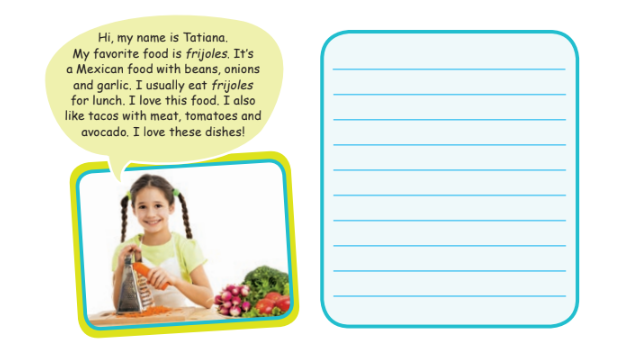 Hi, my name is Tatiana.
My favorite food is frijoles. It's
a Mexican food with beans, onions
and garlic. I usually eat frijoles
for lunch. I love this food. I also
like tacos with meat, tomatoes and
avocado. I love these dishes!